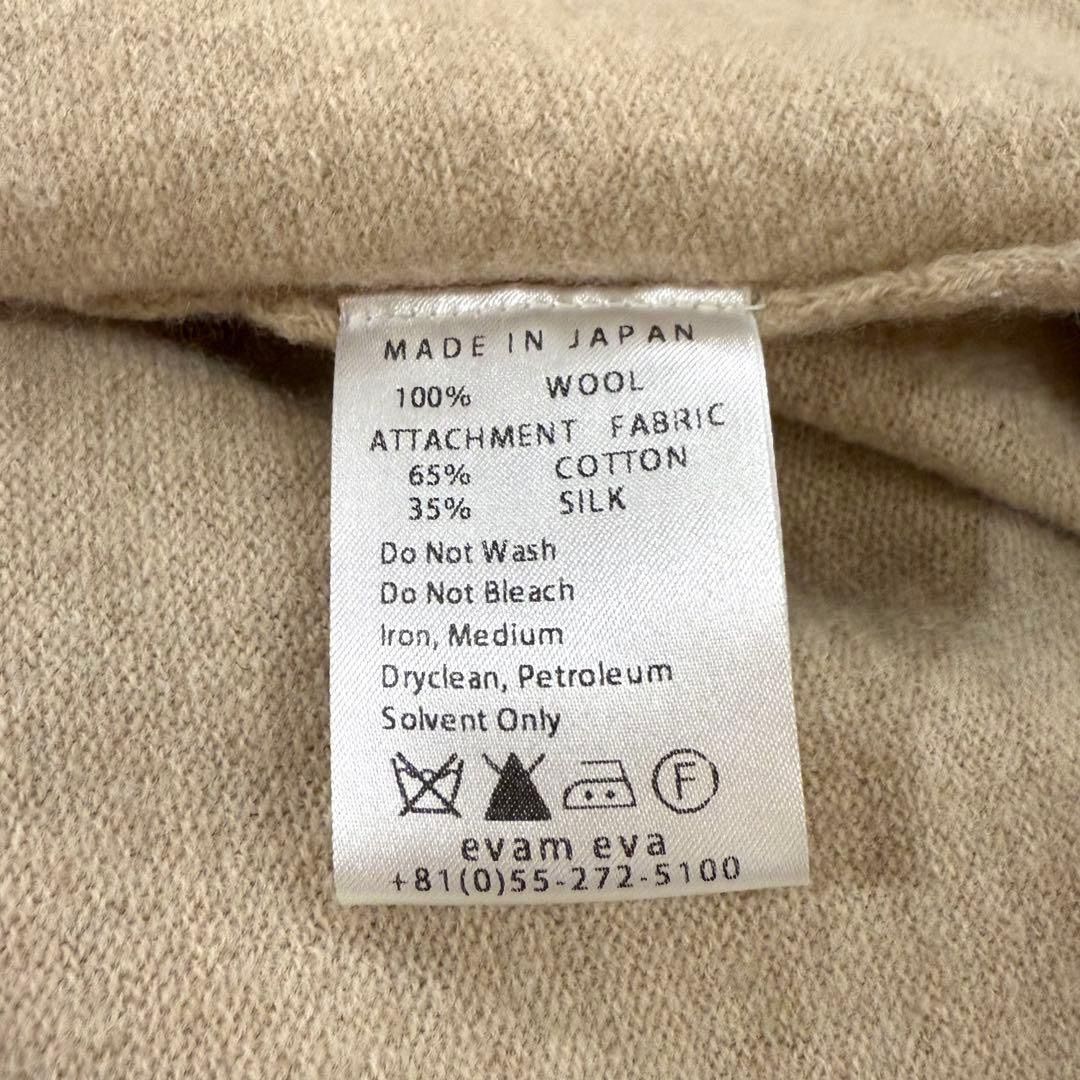 MADE IN JAPAN
100% WOOL
ATTACHMENT FABRIC
65% COTTON
35% SILK
Do Not Wash
Do Not Bleach
Iron, Medium
Dryclean, Petroleum
Solvent Only
F
evam eva
+81(0)55-272-5100